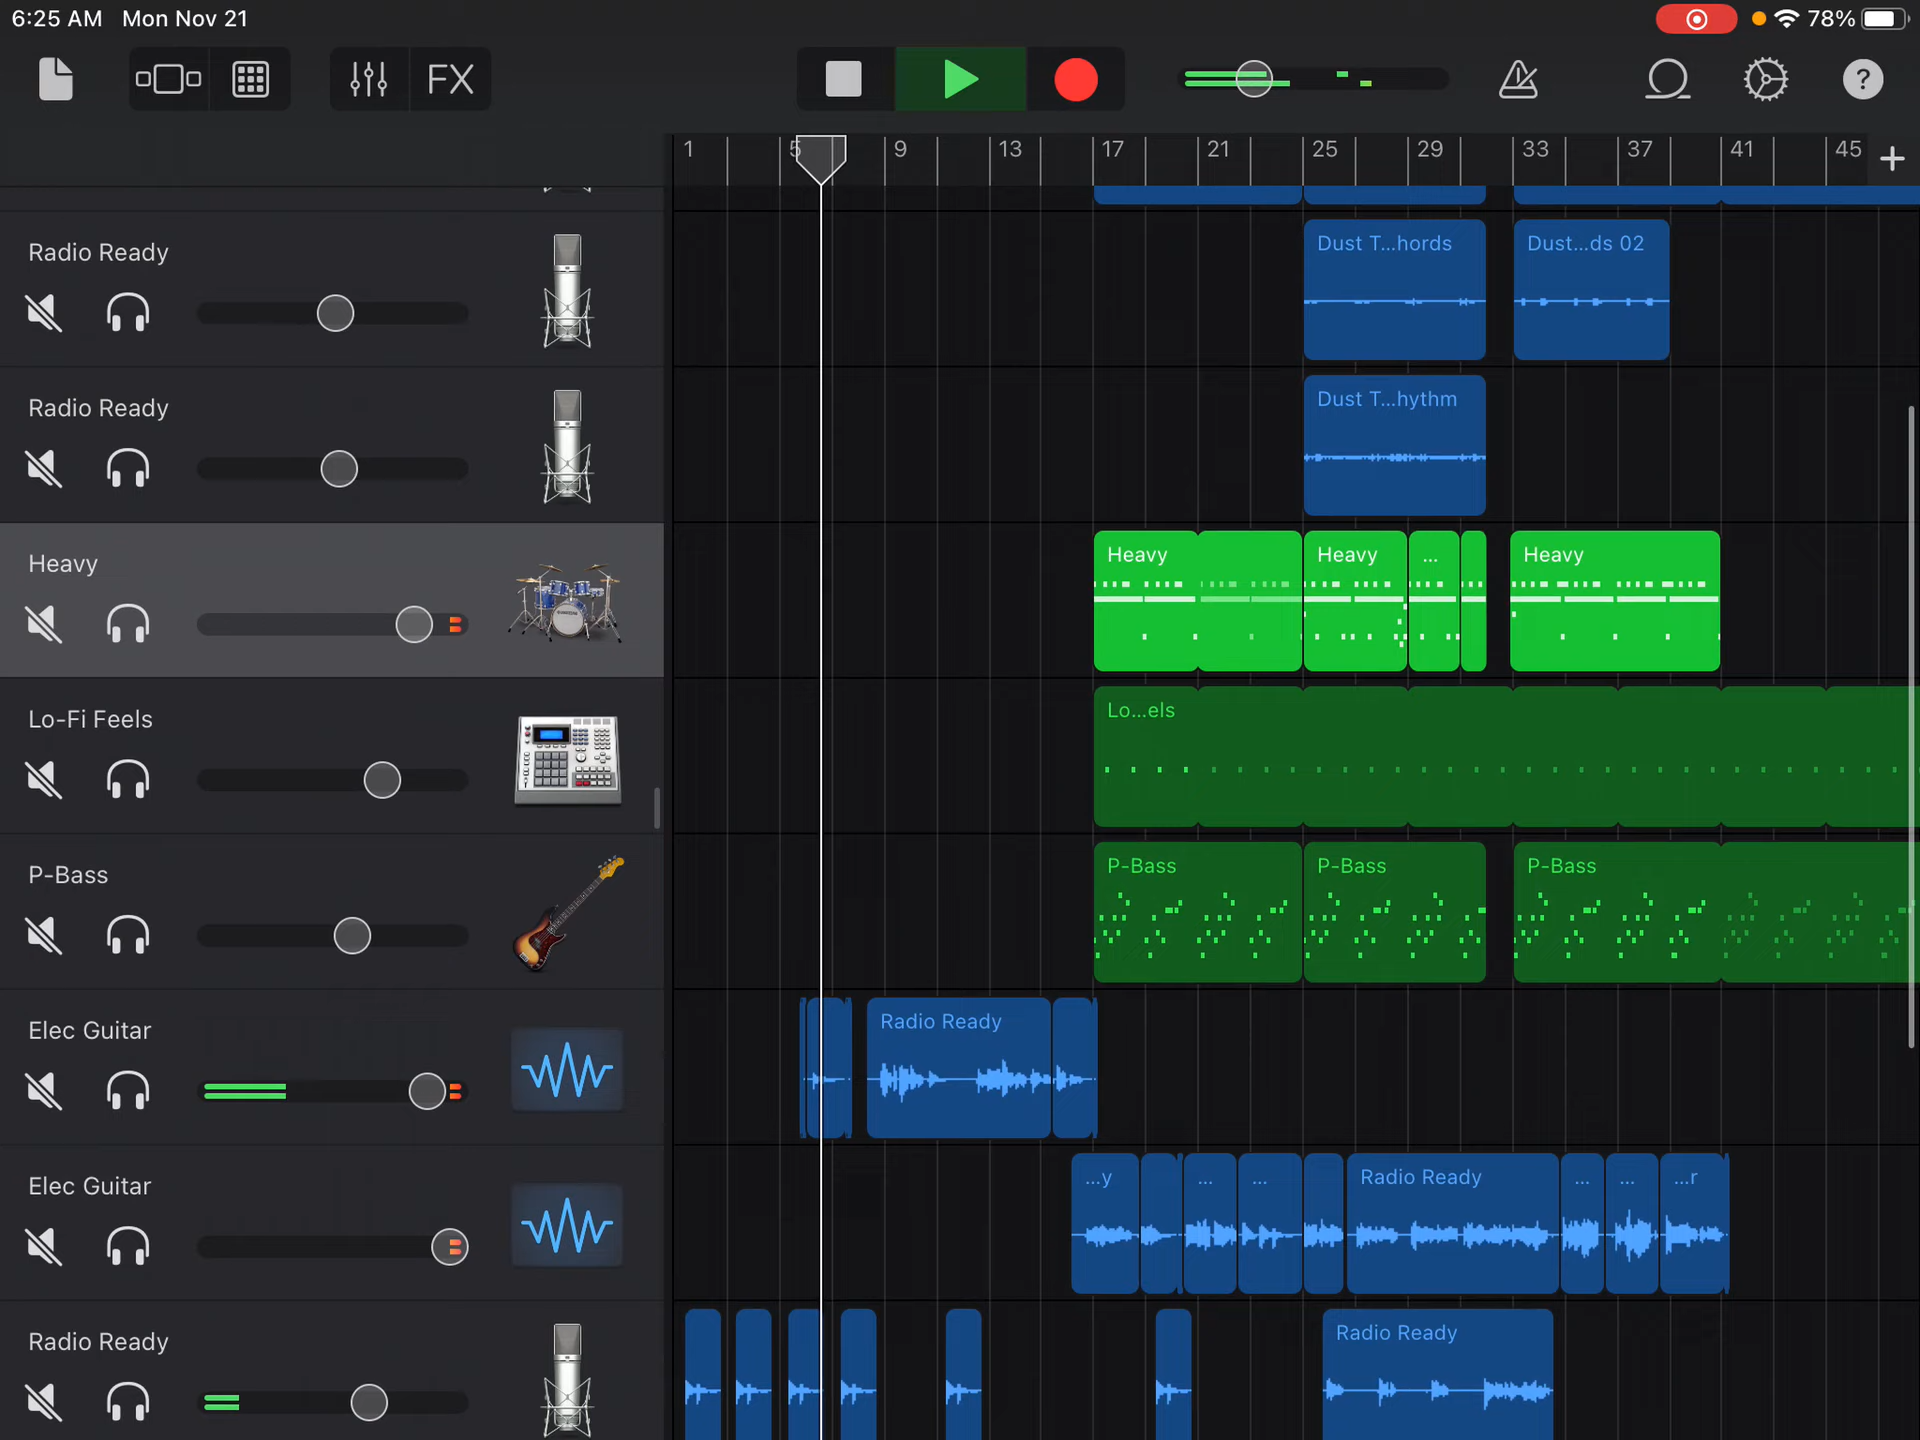 6:25 AM Mon Nov 21
78%
FX
?
1 5 9 13 17 21 25 29 33 37 41 45
Radio Ready
Dust T...hords
Dust...ds 02
Radio Ready
Dust T...hythm
Heavy
Heavy
Heavy
...
Heavy
Lo-Fi Feels
Lo...els
P-Bass
P-Bass
P-Bass
P-Bass
Elec Guitar
Radio Ready
Elec Guitar
...y
...
...
Radio Ready
...
...
...r
Radio Ready
Radio Ready